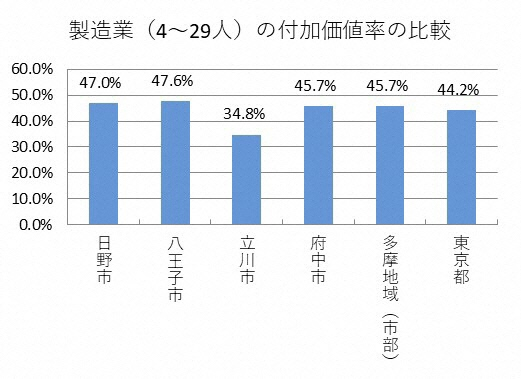 製造業（4～29人）の付加価値率の比較
60.0%
50.0%
40.0%
30.0%
20.0%
10.0%
0.0%
47.0%
47.6%
34.8%
45.7%
45.7%
44.2%
日野市
八王子市
立川市
府中市
多摩地域（市部）
東京都